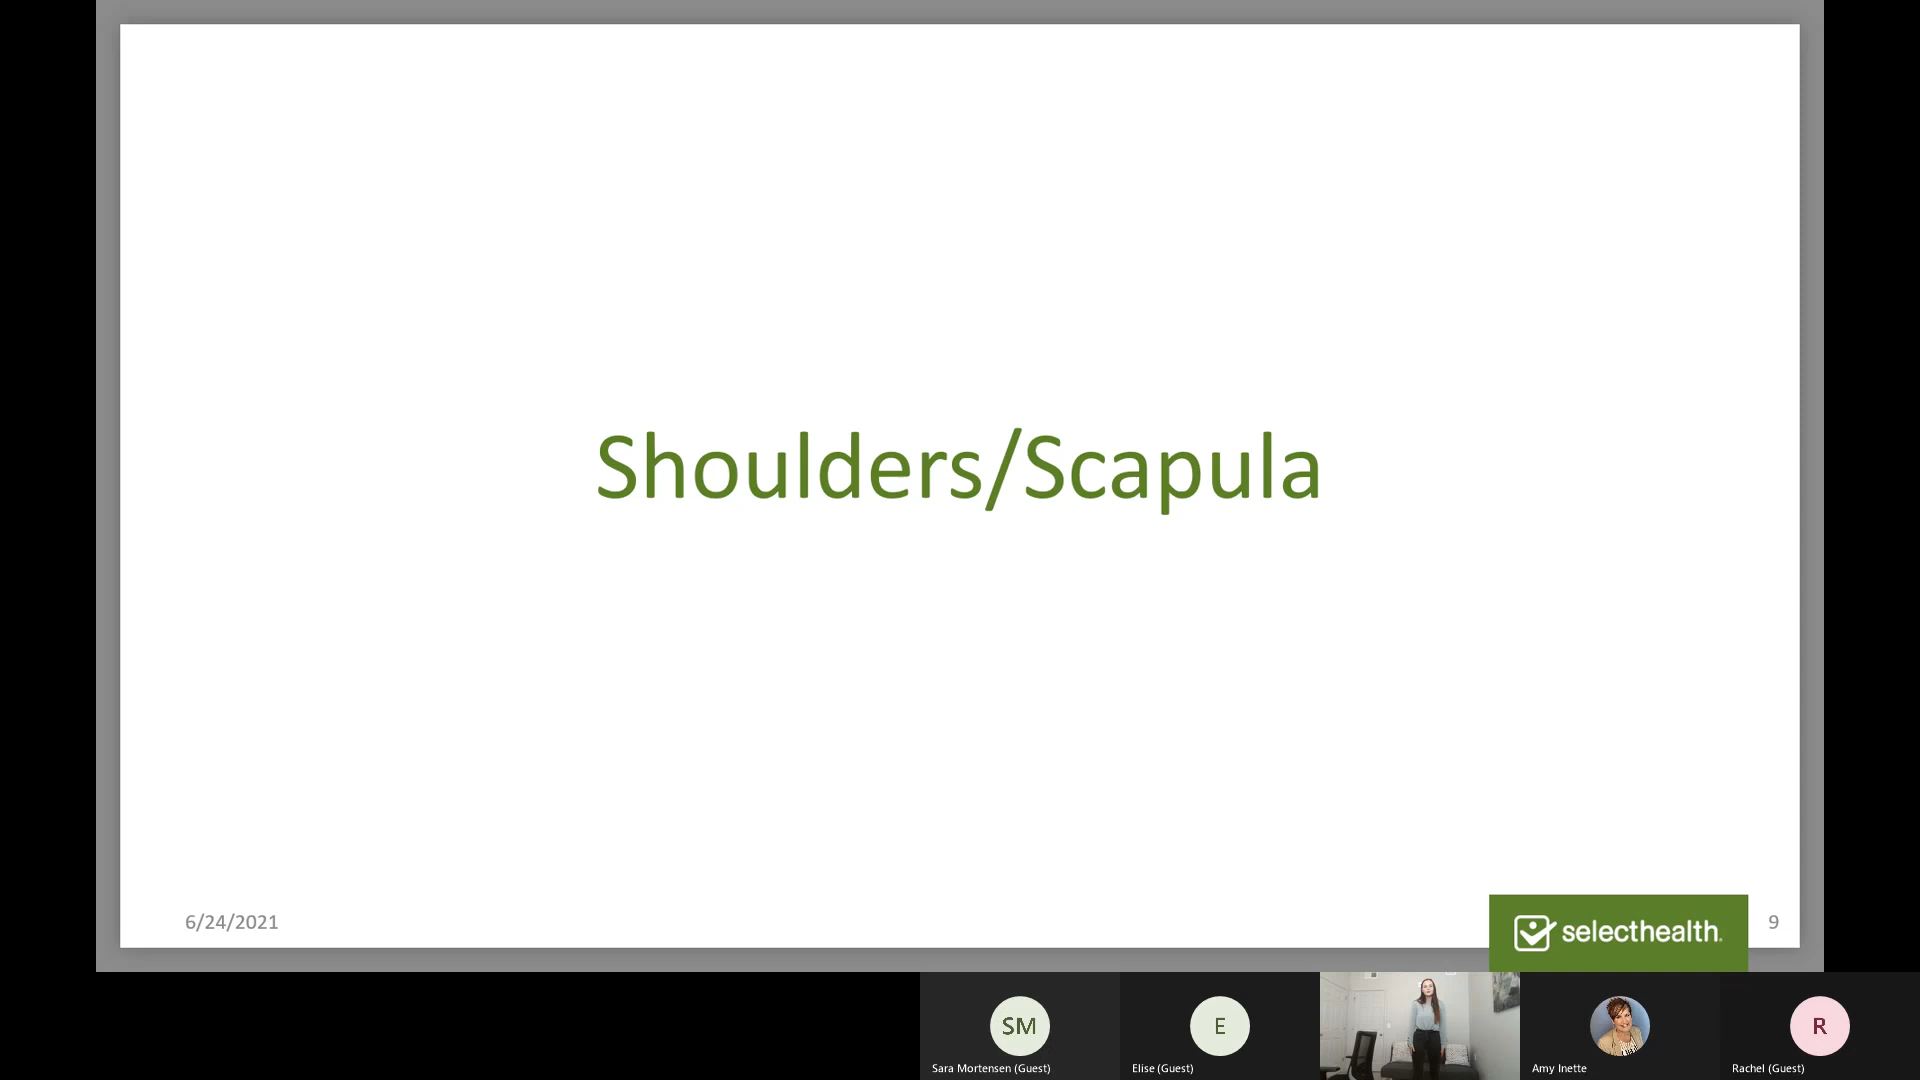 Shoulders/Scapula
6/24/2021
selecthealth.
9
SM
E
R
Sara Mortensen (Guest)
Elise (Guest)
Amy Inette
Rachel (Guest)